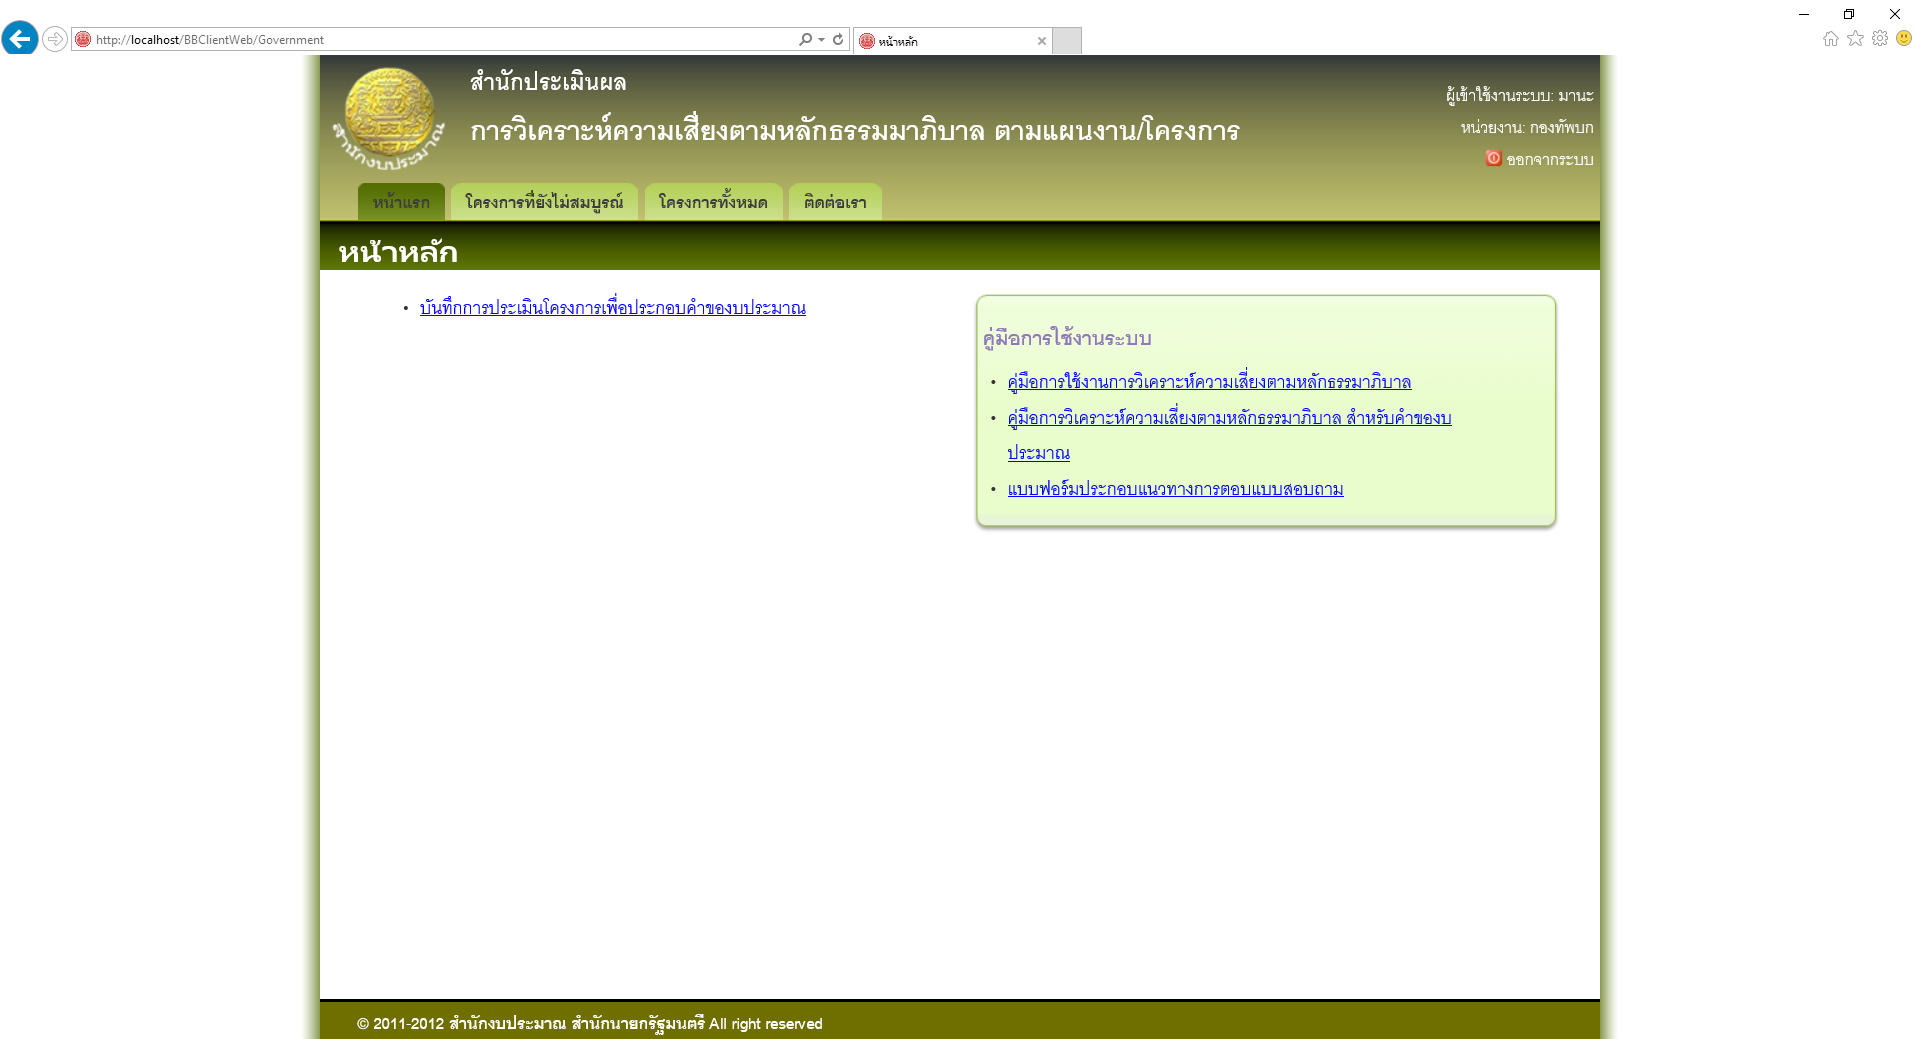 http://localhost/BBClientWeb/Government
หน้าหลัก
สำนักประเมินผล
การวิเคราะห์ความเสี่ยงตามหลักธรรมมาภิบาล ตามแผนงาน/โครงการ
สำนักงบประมาณ
ผู้เข้าใช้งานระบบ: มานะ
หน่วยงาน: กองทัพบก
ออกจากระบบ
หน้าแรก โครงการที่ยังไม่สมบูรณ์ โครงการทั้งหมด ติดต่อเรา
หน้าหลัก
• บันทึกการประเมินโครงการเพื่อประกอบคำของบประมาณ
คู่มือการใช้งานระบบ
• คู่มือการใช้งานการวิเคราะห์ความเสี่ยงตามหลักธรรมาภิบาล
• คู่มือการวิเคราะห์ความเสี่ยงตามหลักธรรมาภิบาล สำหรับคำของบ
ประมาณ
• แบบฟอร์มประกอบแนวทางการตอบแบบสอบถาม
© 2011-2012 สำนักงบประมาณ สำนักนายกรัฐมนตรี All right reserved